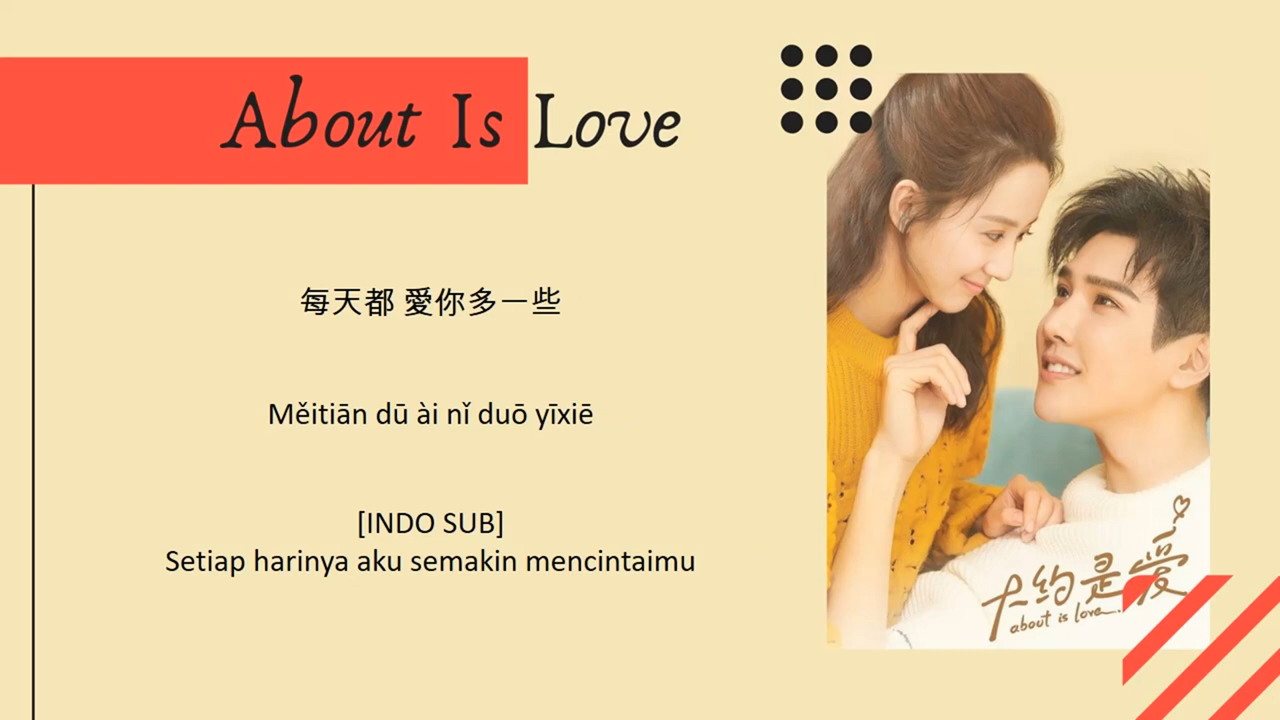 About Is Love
每天都 愛你多一些
Měitiān dū ài nǐ duō yīxiē
[INDO SUB]
Setiap harinya aku semakin mencintaimu
大约是爱
about is love...